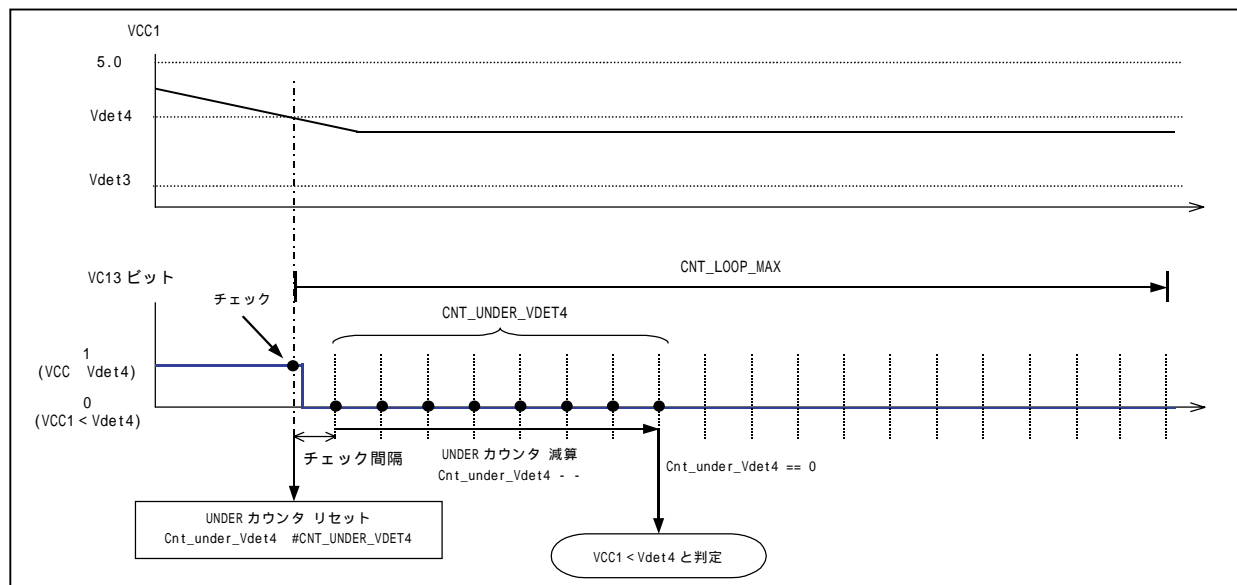 VCC1
5.0
Vdet4
Vdet3
VC13 ビット
CNT_LOOP_MAX
チェック
CNT_UNDER_VDET4
1
(VCC Vdet4)
0
(VCC1 < Vdet4)
チェック間隔
UNDER カウンタ 減算
Cnt_under_Vdet4 - -
Cnt_under_Vdet4 == 0
UNDER カウンタ リセット
Cnt_under_Vdet4 #CNT_UNDER_VDET4
VCC1 < Vdet4 と判定